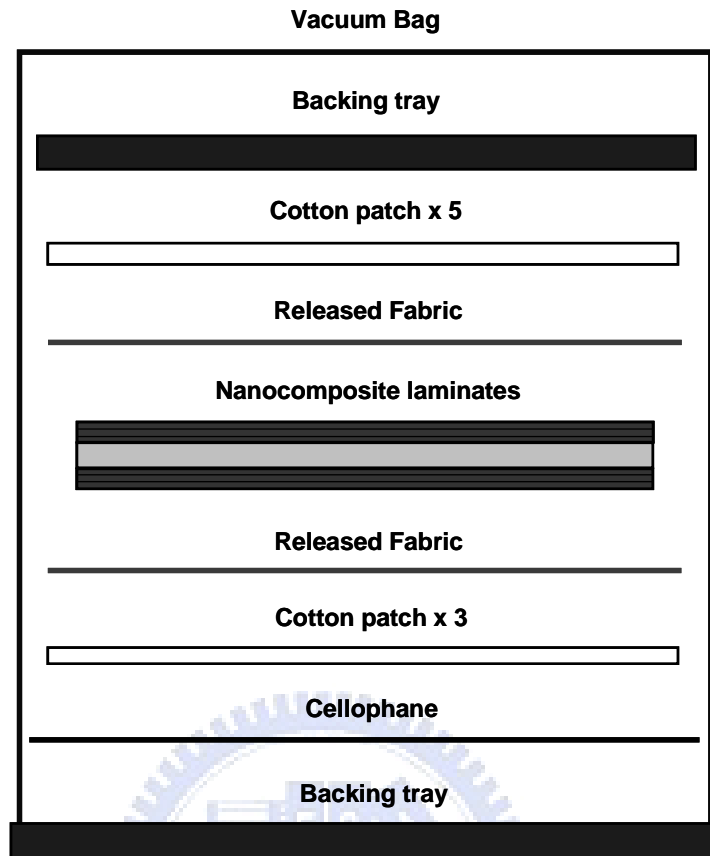 Vacuum Bag
Backing tray
Cotton patch x 5
Released Fabric
Nanocomposite laminates
Released Fabric
Cotton patch x 3
Cellophane
Backing tray